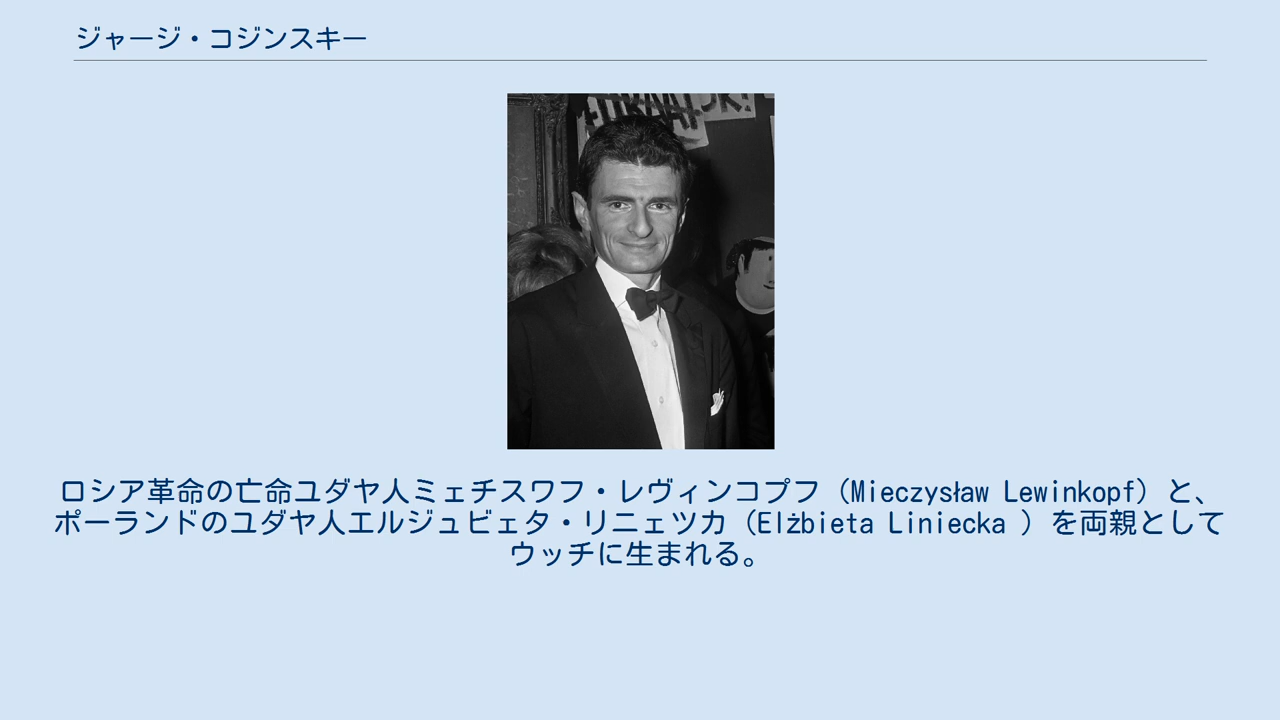 ジャージ・コジンスキー
ロシア革命の亡命ユダヤ人ミェチスワフ・レヴィンコプフ（Mieczysław Lewinkopf）と、
ポーランドのユダヤ人エルジュビェタ・リニェツカ（Elżbieta Liniecka ）を両親として
ウッチに生まれる。